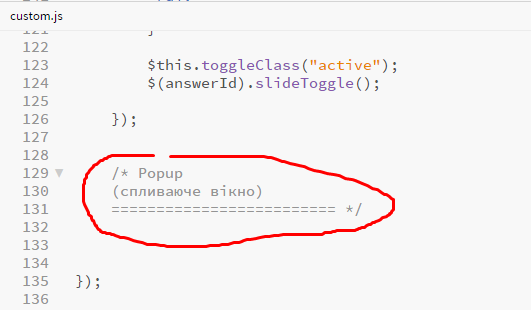 custom.js
121 }
122
123 $this.toggleClass("active");
124 $(answerId).slideToggle();
125
126 });
127
128
129 /* Popup
130 (спливаюче вікно)
131 ========================= */
132
133
134
135 });
136